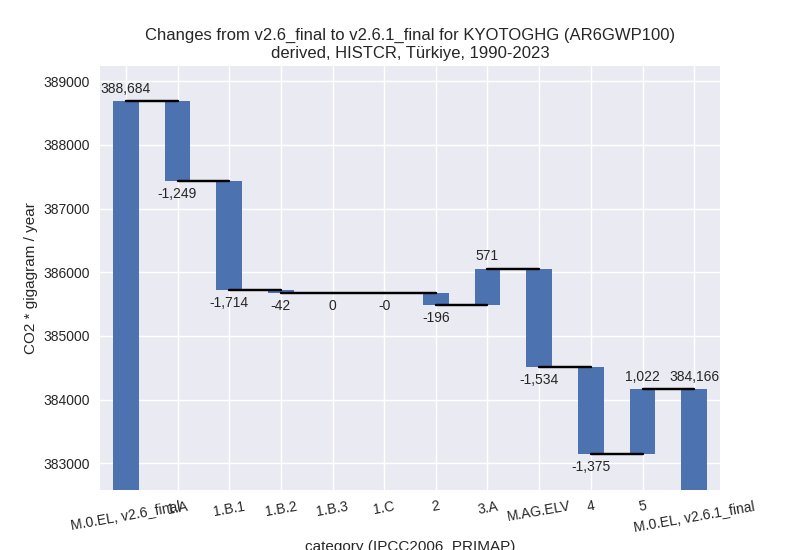 Changes from v2.6_final to v2.6.1_final for KYOTOGHG (AR6GWP100)
derived, HISTCR, Türkiye, 1990-2023
CO2 * gigagram / year
389000
388000
387000
386000
385000
384000
383000
388,684
-1,249
-1,714
-42
0
-0
-196
571
-1,534
-1,375
1,022
384,166
M.0.EL, v2.6_final
1.A
1.B.1
1.B.2
1.B.3
1.C
2
3.A
M.AG.ELV
4
5
M.0.EL, v2.6.1_final
category (IPCC2006_PRIMAP)